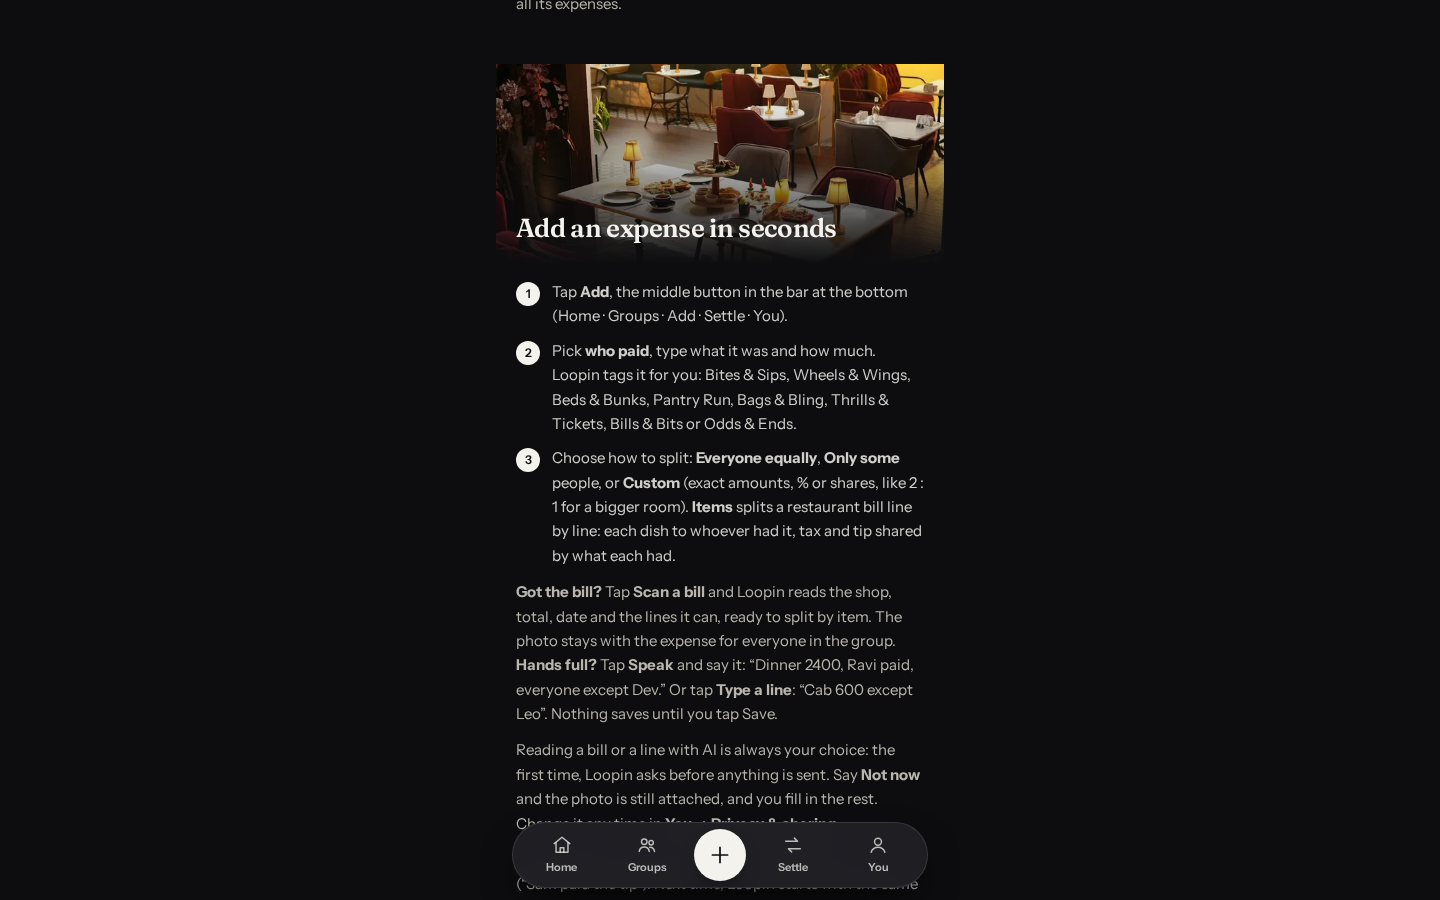 all its expenses.
Add an expense in seconds
1
Tap Add, the middle button in the bar at the bottom
(Home · Groups · Add · Settle · You).
2
Pick who paid, type what it was and how much.
Loopin tags it for you: Bites & Sips, Wheels & Wings,
Beds & Bunks, Pantry Run, Bags & Bling, Thrills &
Tickets, Bills & Bits or Odds & Ends.
3
Choose how to split: Everyone equally, Only some
people, or Custom (exact amounts, % or shares, like 2 :
1 for a bigger room). Items splits a restaurant bill line
by line: each dish to whoever had it, tax and tip shared
by what each had.
Got the bill? Tap Scan a bill and Loopin reads the shop,
total, date and the lines it can, ready to split by item. The
photo stays with the expense for everyone in the group.
Hands full? Tap Speak and say it: “Dinner 2400, Ravi paid,
everyone except Dev.” Or tap Type a line: “Cab 600 except
Leo”. Nothing saves until you tap Save.
Reading a bill or a line with AI is always your choice: the
first time, Loopin asks before anything is sent. Say Not now
and the photo is still attached, and you fill in the rest.
Home
Groups
Settle
You